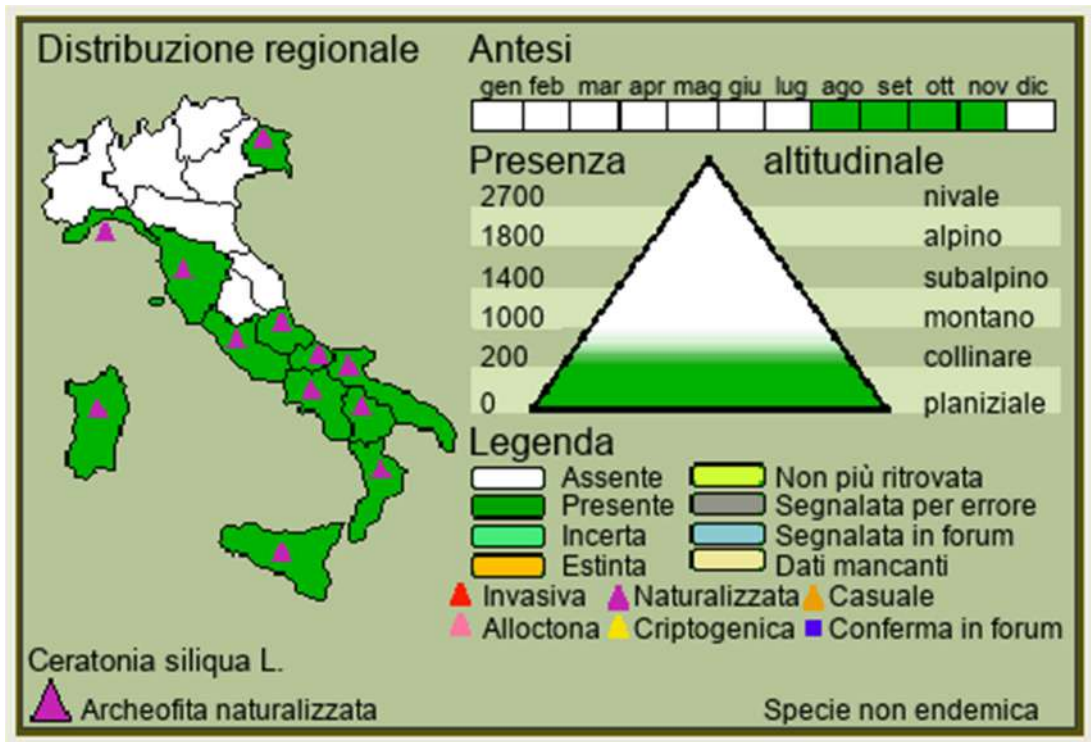 Distribuzione regionale
Antesi
gen feb mar apr mag giu lug ago set ott nov dic
Presenza altitudinale
2700 nivale
1800 alpino
1400 subalpino
1000 montano
200 collinare
0 planiziale
Legenda
Assente Non più ritrovata
Presente Segnalata per errore
Incerta Segnalata in forum
Estinta Dati mancanti
Invasiva Naturalizzata Casuale
Alloctona Criptogenica Conferma in forum
Ceratonia siliqua L.
Archeofita naturalizzata
Specie non endemica